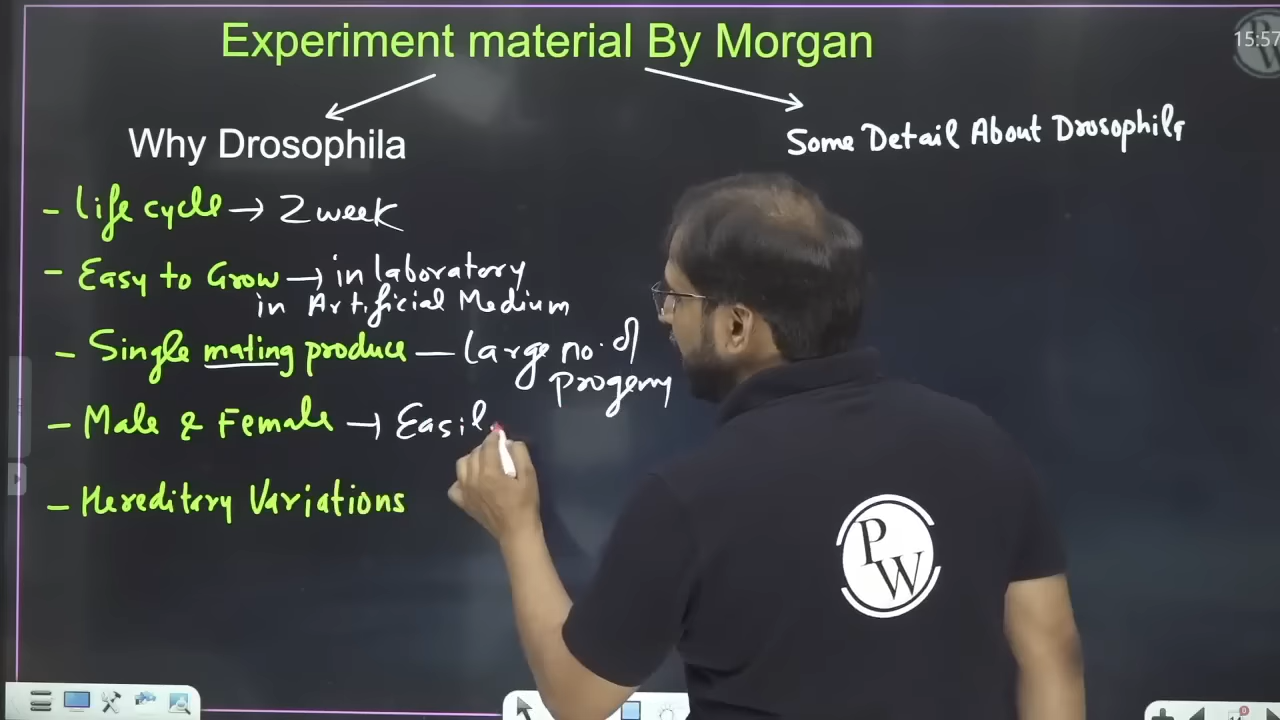 Experiment material By Morgan
15:57
Why Drosophila
Some Detail About Drosophila
- Life cycle → 2 week
- Easy to Grow → in laboratory
in Artificial Medium
- Single mating produce — Large no. of
progeny
- Male & Female → Easil
- Hereditary Variations
PW